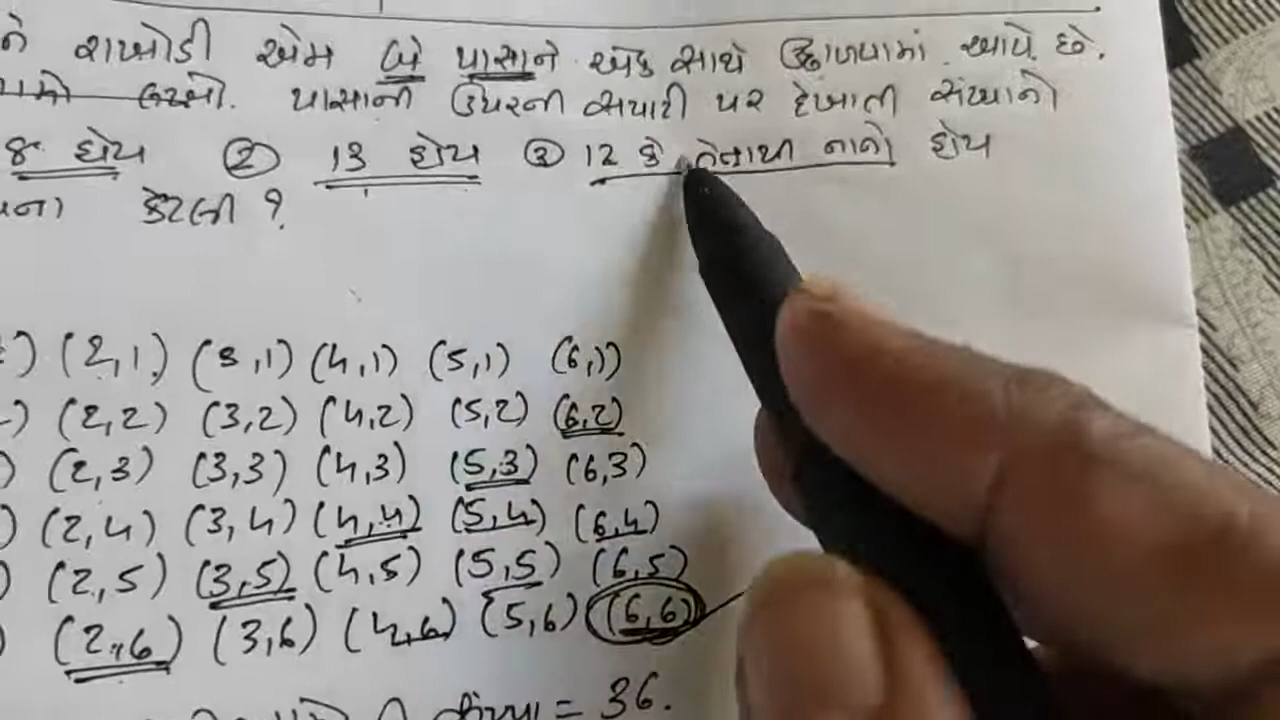 ને રાખોડી એમ બે પાસાને એક સાથે ઉછાળવામાં આવે છે.
પાસાની ઉપરની સપાટી પર દેખાતી સંખ્યાનો
8 હોય ② 13 હોય ③ 12 કે તેનાથી નાનો હોય
કેટલી ?
(2,1) (3,1) (4,1) (5,1) (6,1)
(2,2) (3,2) (4,2) (5,2) (6,2)
(2,3) (3,3) (4,3) (5,3) (6,3)
(2,4) (3,4) (4,4) (5,4) (6,4)
(2,5) (3,5) (4,5) (5,5) (6,5)
(2,6) (3,6) (4,6) (5,6) (6,6)
સંખ્યા = 36.